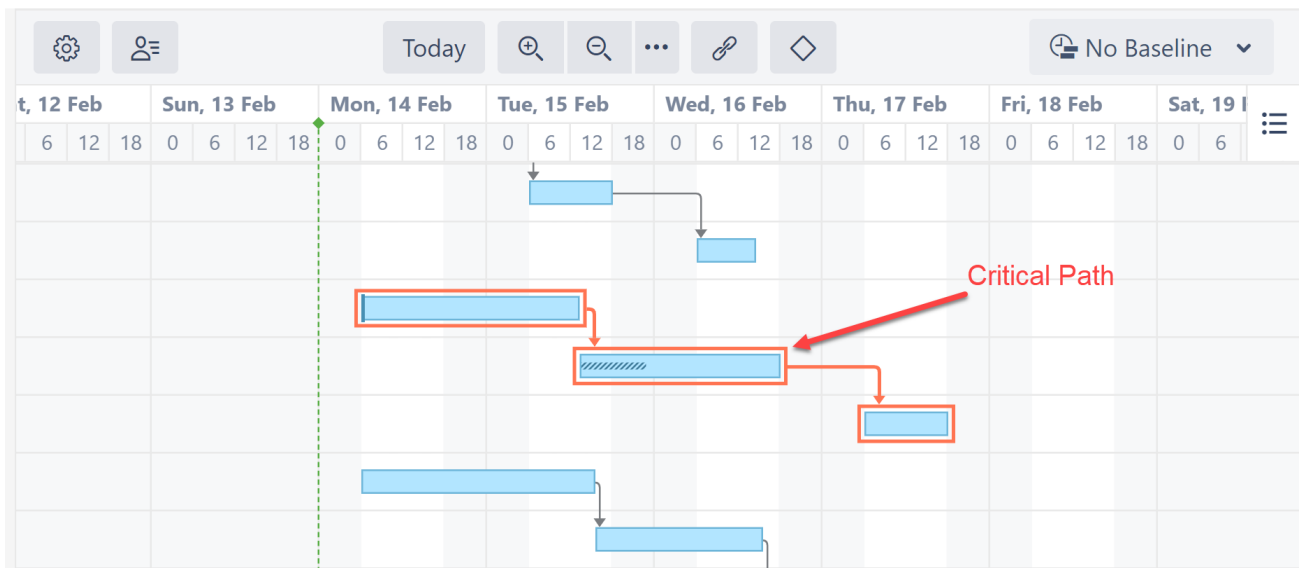 Today
No Baseline
t, 12 Feb Sun, 13 Feb Mon, 14 Feb Tue, 15 Feb Wed, 16 Feb Thu, 17 Feb Fri, 18 Feb Sat, 19
6 12 18 0 6 12 18 0 6 12 18 0 6 12 18 0 6 12 18 0 6 12 18 0 6 12 18 0 6
Critical Path